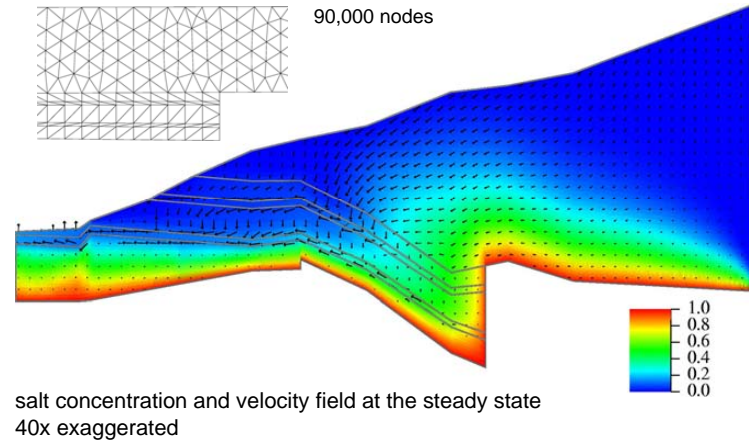 90,000 nodes
1.0
0.8
0.6
0.4
0.2
0.0
salt concentration and velocity field at the steady state
40x exaggerated